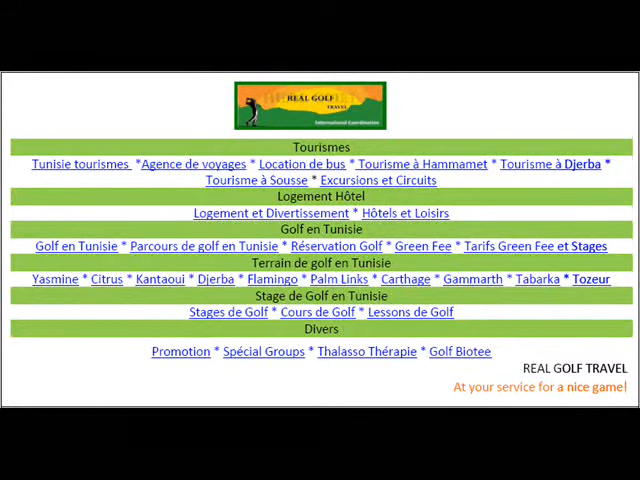 REAL GOLF
TRAVEL
International Coordination
Tourismes
Tunisie tourismes *Agence de voyages * Location de bus * Tourisme à Hammamet * Tourisme à Djerba *
Tourisme à Sousse * Excursions et Circuits
Logement Hôtel
Logement et Divertissement * Hôtels et Loisirs
Golf en Tunisie
Golf en Tunisie * Parcours de golf en Tunisie * Réservation Golf * Green Fee * Tarifs Green Fee et Stages
Terrain de golf en Tunisie
Yasmine * Citrus * Kantaoui * Djerba * Flamingo * Palm Links * Carthage * Gammarth * Tabarka * Tozeur
Stage de Golf en Tunisie
Stages de Golf * Cours de Golf * Lessons de Golf
Divers
Promotion * Spécial Groups * Thalasso Thérapie * Golf Biotee
REAL GOLF TRAVEL
At your service for a nice game!